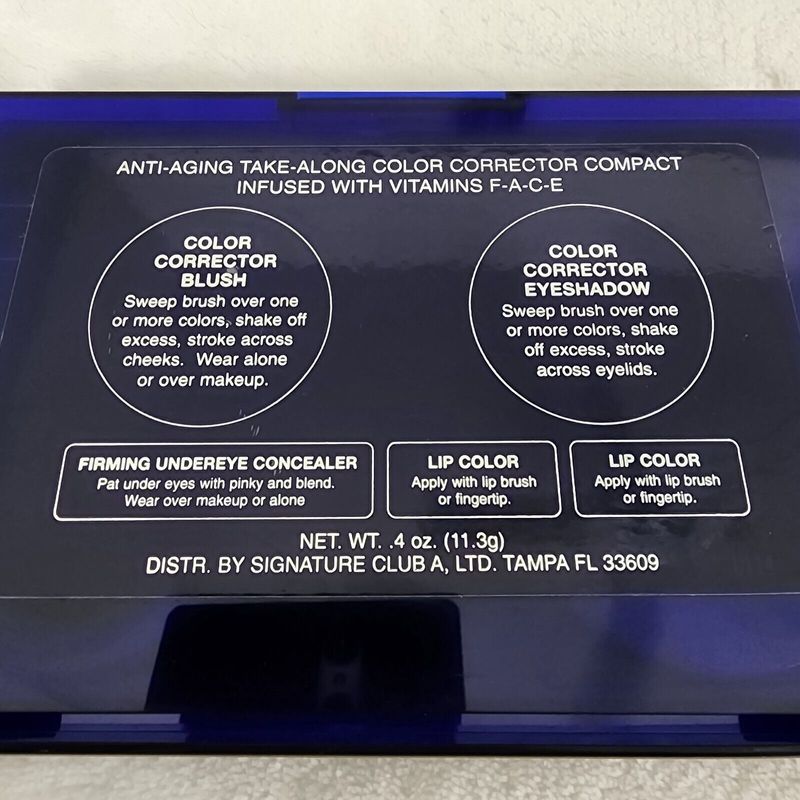 ANTI-AGING TAKE-ALONG COLOR CORRECTOR COMPACT
INFUSED WITH VITAMINS F-A-C-E
COLOR
CORRECTOR
BLUSH
Sweep brush over one
or more colors, shake off
excess, stroke across
cheeks. Wear alone
or over makeup.
COLOR
CORRECTOR
EYESHADOW
Sweep brush over one
or more colors, shake
off excess, stroke
across eyelids.
FIRMING UNDEREYE CONCEALER
Pat under eyes with pinky and blend.
Wear over makeup or alone
LIP COLOR
Apply with lip brush
or fingertip.
LIP COLOR
Apply with lip brush
or fingertip.
NET. WT. .4 oz. (11.3g)
DISTR. BY SIGNATURE CLUB A, LTD. TAMPA FL 33609